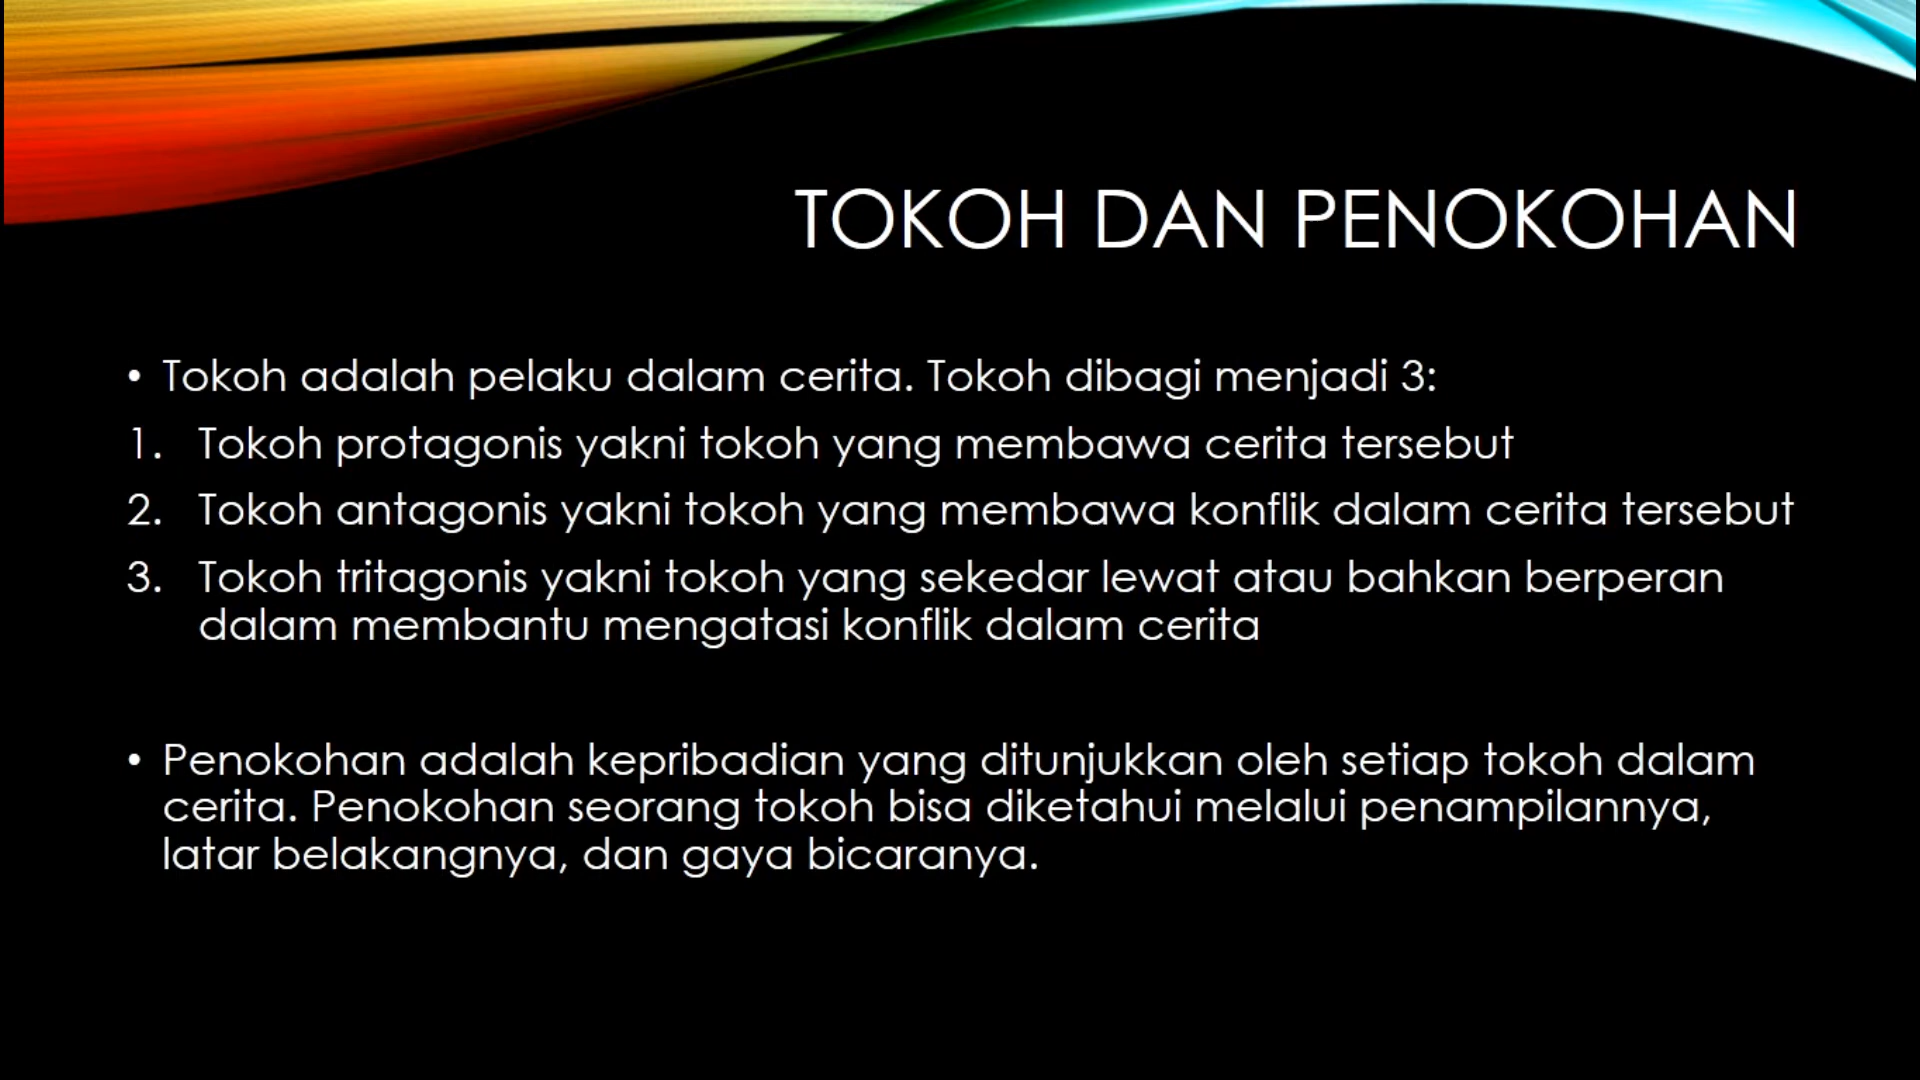 TOKOH DAN PENOKOHAN
• Tokoh adalah pelaku dalam cerita. Tokoh dibagi menjadi 3:
1. Tokoh protagonis yakni tokoh yang membawa cerita tersebut
2. Tokoh antagonis yakni tokoh yang membawa konflik dalam cerita tersebut
3. Tokoh tritagonis yakni tokoh yang sekedar lewat atau bahkan berperan
dalam membantu mengatasi konflik dalam cerita
• Penokohan adalah kepribadian yang ditunjukkan oleh setiap tokoh dalam
cerita. Penokohan seorang tokoh bisa diketahui melalui penampilannya,
latar belakangnya, dan gaya bicaranya.